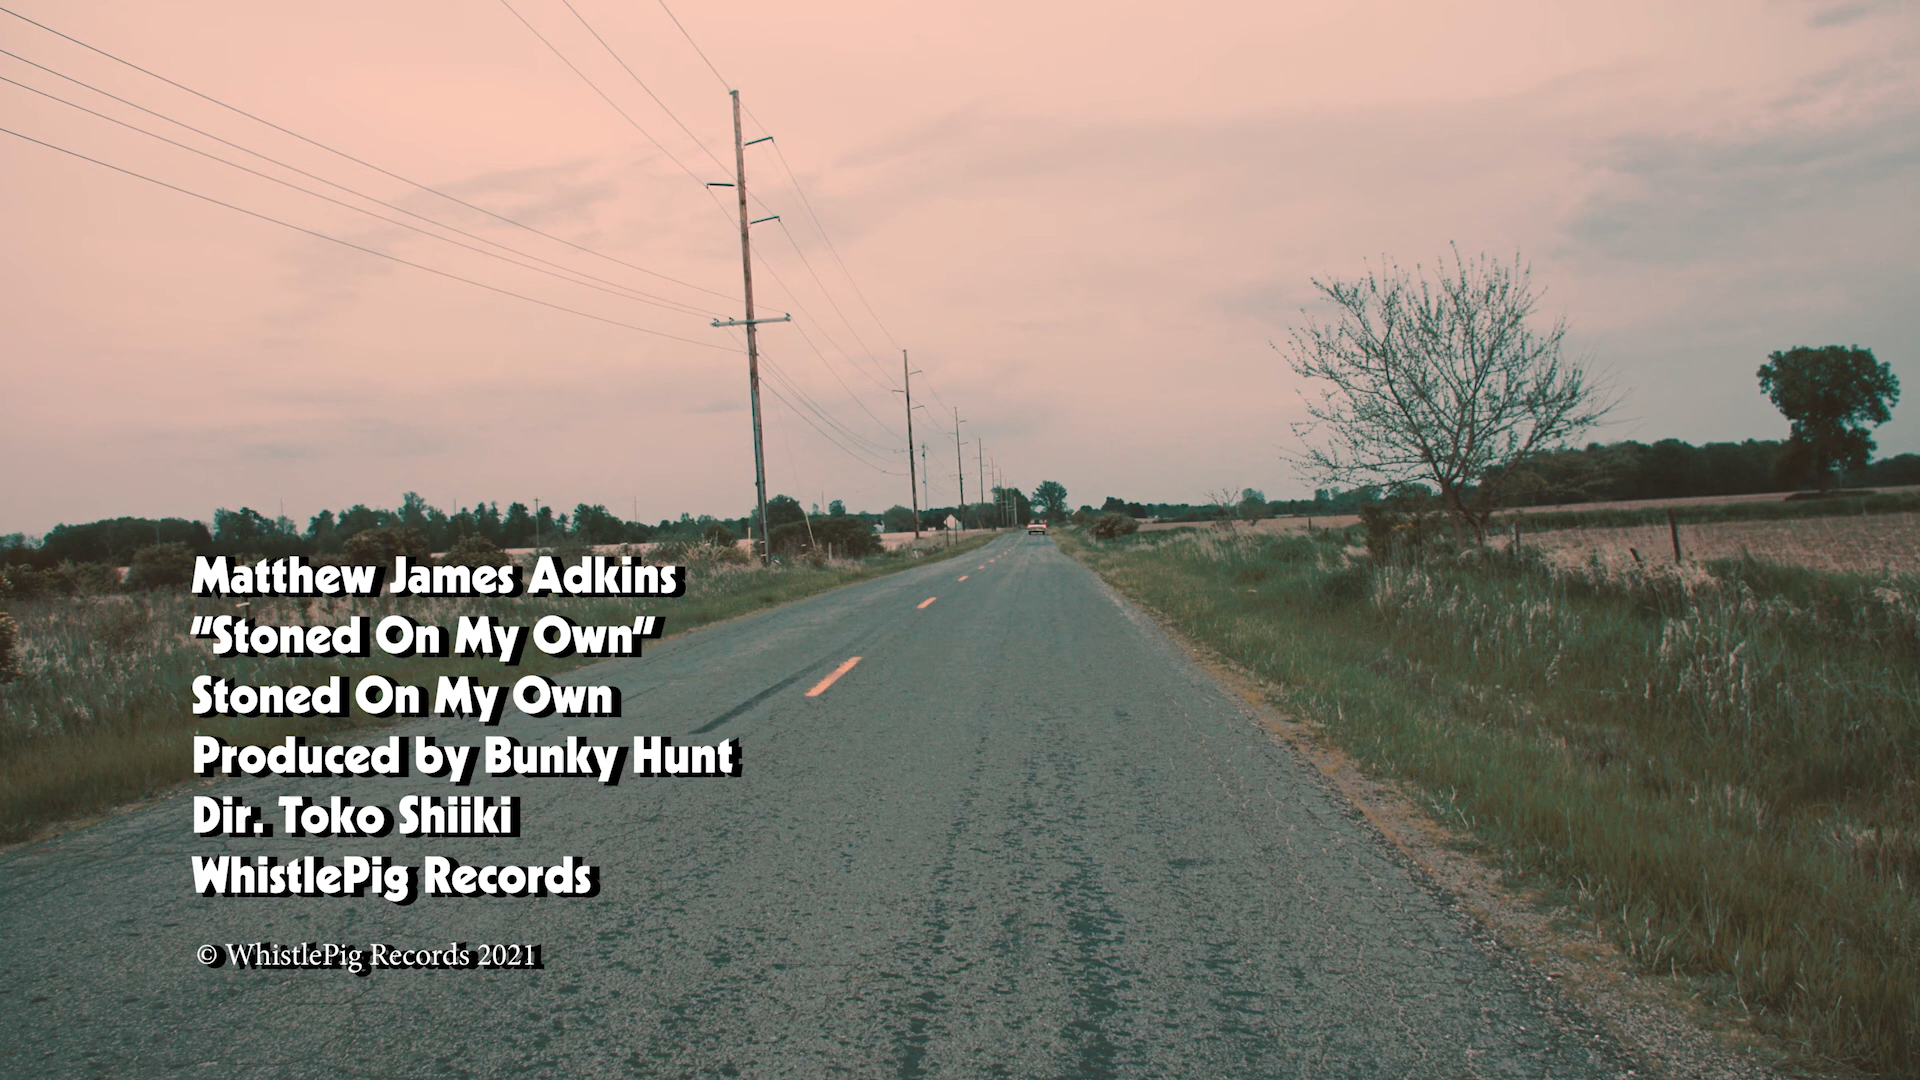 Matthew James Adkins
"Stoned On My Own"
Stoned On My Own
Produced by Bunky Hunt
Dir. Toko Shiiki
WhistlePig Records
© WhistlePig Records 2021